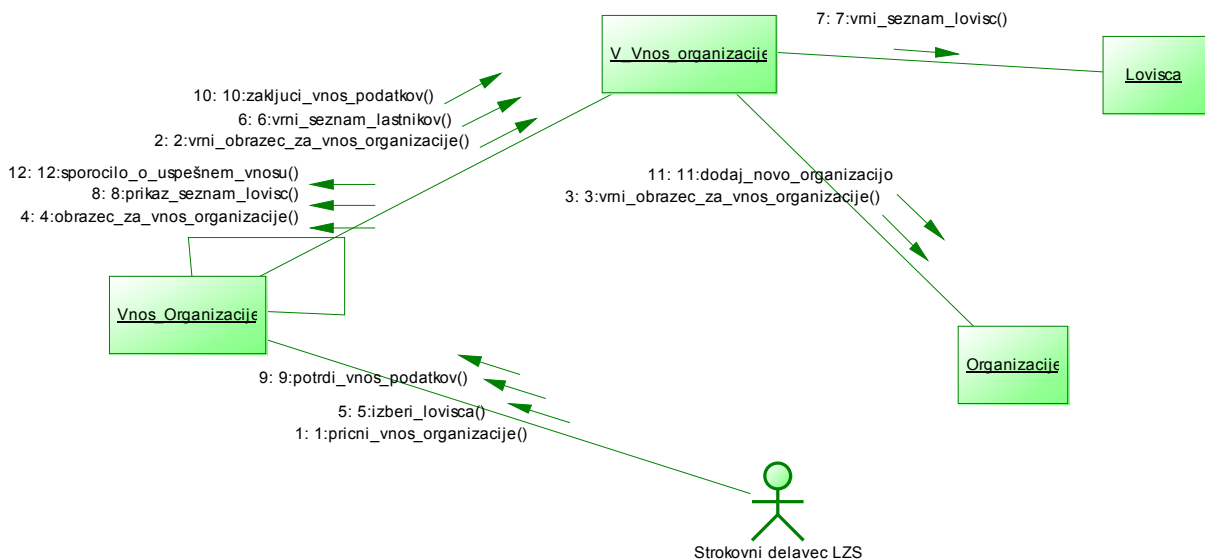 7: 7:vrni_seznam_lovisc()
V_Vnos_organizacije
Lovisca
10: 10:zakljuci_vnos_podatkov()
6: 6:vrni_seznam_lastnikov()
2: 2:vrni_obrazec_za_vnos_organizacije()
12: 12:sporocilo_o_uspešnem_vnosu()
8: 8:prikaz_seznam_lovisc()
4: 4:obrazec_za_vnos_organizacije()
11: 11:dodaj_novo_organizacijo
3: 3:vrni_obrazec_za_vnos_organizacije()
Vnos_Organizacije
Organizacije
9: 9:potrdi_vnos_podatkov()
5: 5:izberi_lovisca()
1: 1:pricni_vnos_organizacije()
Strokovni delavec LZS